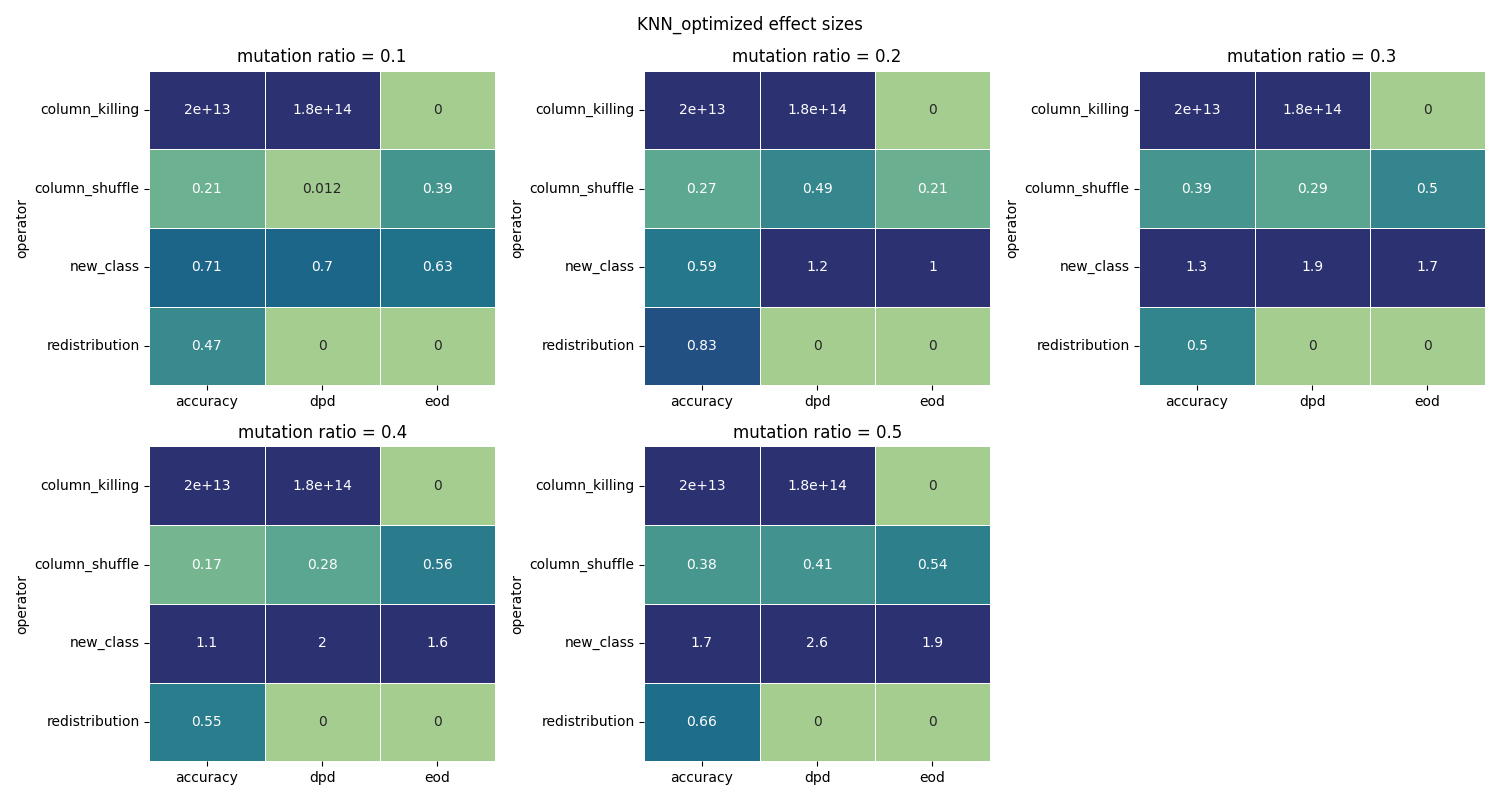 KNN_optimized effect sizes
mutation ratio = 0.1
column_killing 2e+13 1.8e+14 0
column_shuffle 0.21 0.012 0.39
new_class 0.71 0.7 0.63
redistribution 0.47 0 0
operator
accuracy dpd eod
mutation ratio = 0.2
column_killing 2e+13 1.8e+14 0
column_shuffle 0.27 0.49 0.21
new_class 0.59 1.2 1
redistribution 0.83 0 0
operator
accuracy dpd eod
mutation ratio = 0.3
column_killing 2e+13 1.8e+14 0
column_shuffle 0.39 0.29 0.5
new_class 1.3 1.9 1.7
redistribution 0.5 0 0
operator
accuracy dpd eod
mutation ratio = 0.4
column_killing 2e+13 1.8e+14 0
column_shuffle 0.17 0.28 0.56
new_class 1.1 2 1.6
redistribution 0.55 0 0
operator
accuracy dpd eod
mutation ratio = 0.5
column_killing 2e+13 1.8e+14 0
column_shuffle 0.38 0.41 0.54
new_class 1.7 2.6 1.9
redistribution 0.66 0 0
operator
accuracy dpd eod